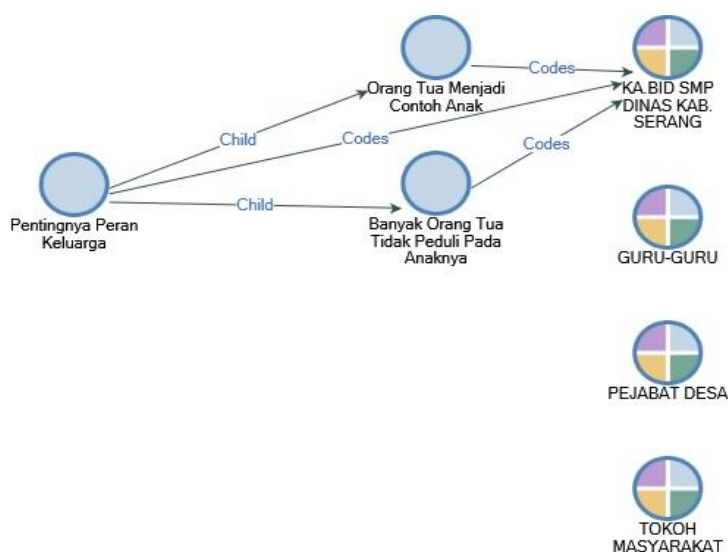 Orang Tua Menjadi
Contoh Anak
Codes
KA.BID SMP
DINAS KAB.
SERANG
Child
Codes
Codes
Pentingnya Peran
Keluarga
Child
Banyak Orang Tua
Tidak Peduli Pada
Anaknya
GURU-GURU
PEJABAT DESA
TOKOH
MASYARAKAT